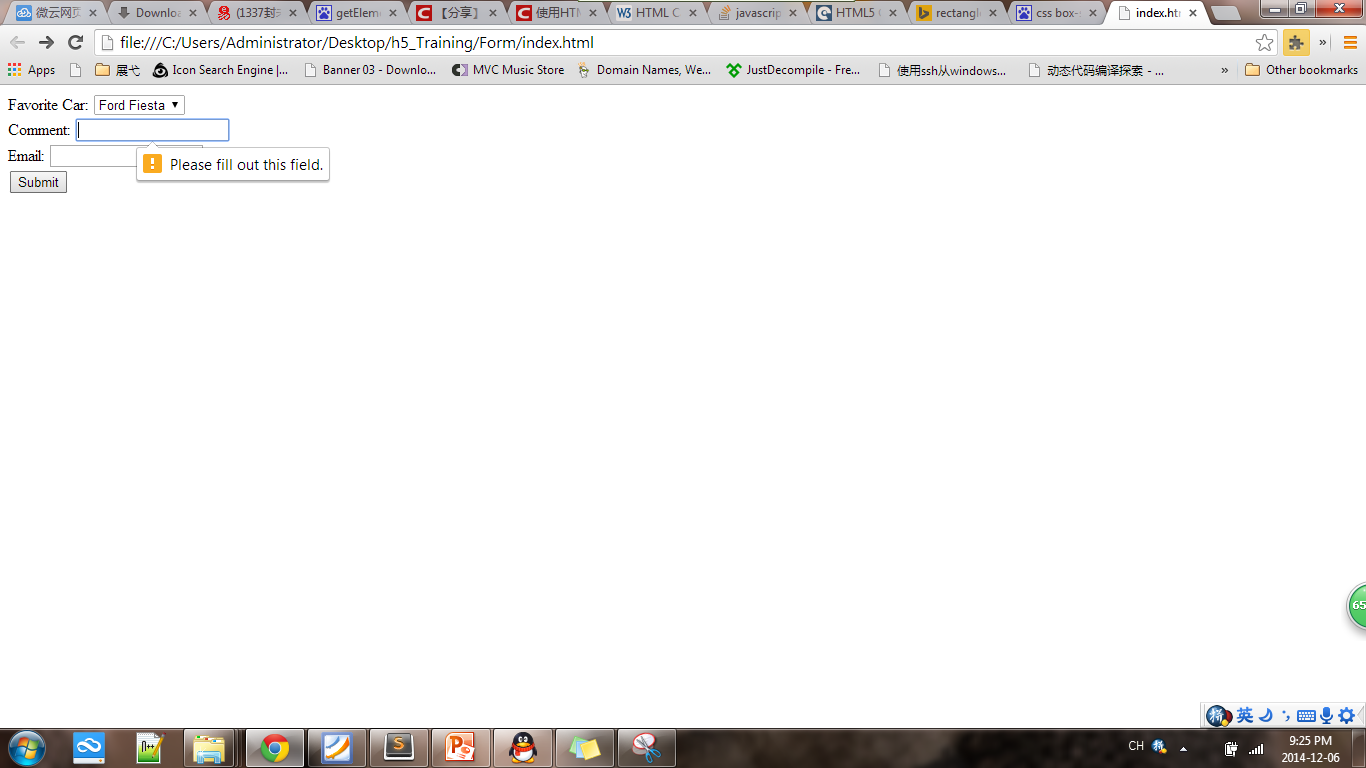 微云网页
Downloa
(1337封未
getEleme
【分享】
使用HTM
HTML C
javascrip
HTML5 C
rectangle
css box-s
index.htm
file:///C:/Users/Administrator/Desktop/h5_Training/Form/index.html
Apps
展弋
Icon Search Engine |...
Banner 03 - Downlo...
MVC Music Store
Domain Names, We...
JustDecompile - Fre...
使用ssh从windows...
动态代码编译探索 - ...
»
Other bookmarks
Favorite Car: Ford Fiesta
Comment:
Email:
Please fill out this field.
Submit
65
英
CH
9:25 PM
2014-12-06